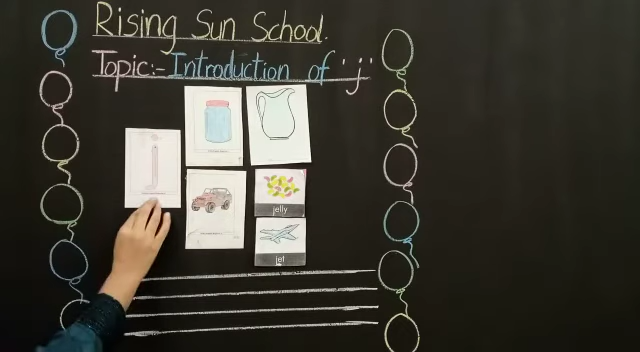 Rising Sun School.
Topic:- Introduction of 'j'
j
jelly
jet